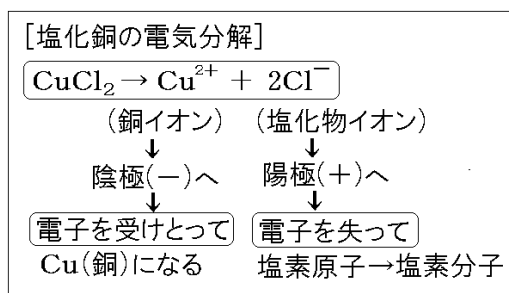 [塩化銅の電気分解]
CuCl₂→Cu²⁺ + 2Cl⁻
(銅イオン) (塩化物イオン)
↓ ↓
陰極(－)へ 陽極(＋)へ
↓ ↓
電子を受けとって 電子を失って
Cu(銅)になる 塩素原子→塩素分子